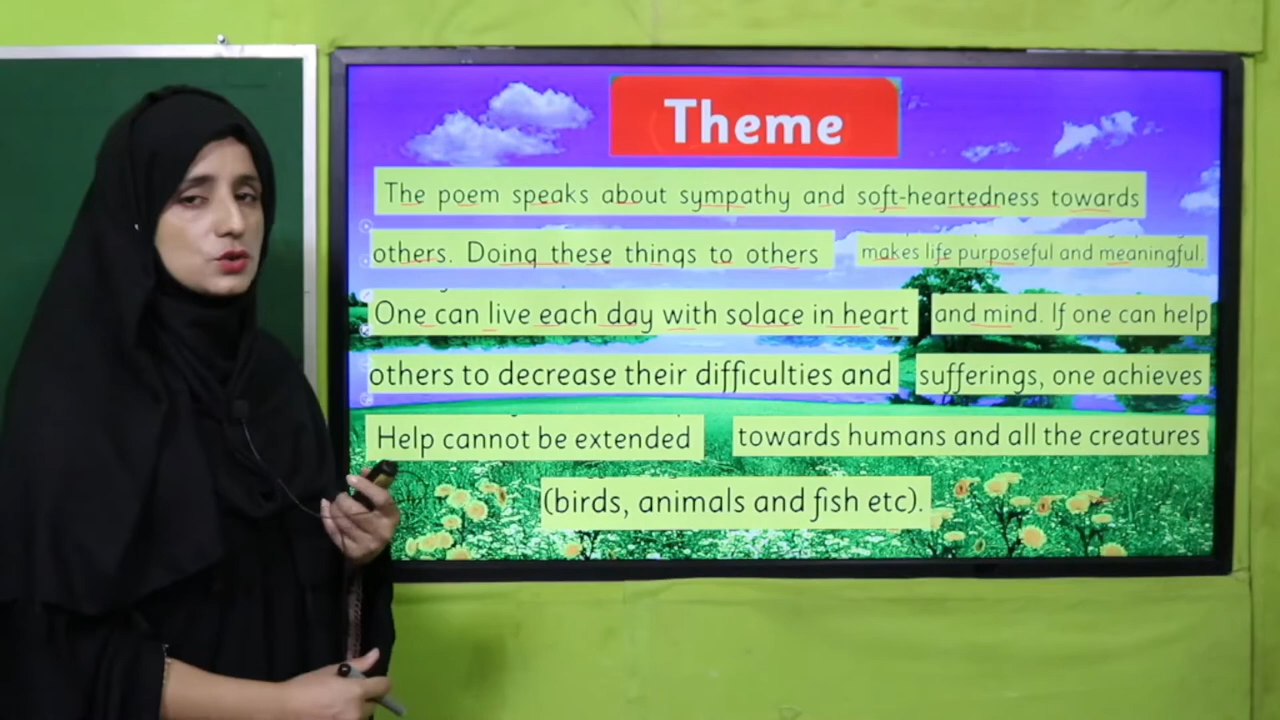 Theme
The poem speaks about sympathy and soft-heartedness towards
others. Doing these things to others makes life purposeful and meaningful.
One can live each day with solace in heart and mind. If one can help
others to decrease their difficulties and sufferings, one achieves
Help cannot be extended towards humans and all the creatures
(birds, animals and fish etc).